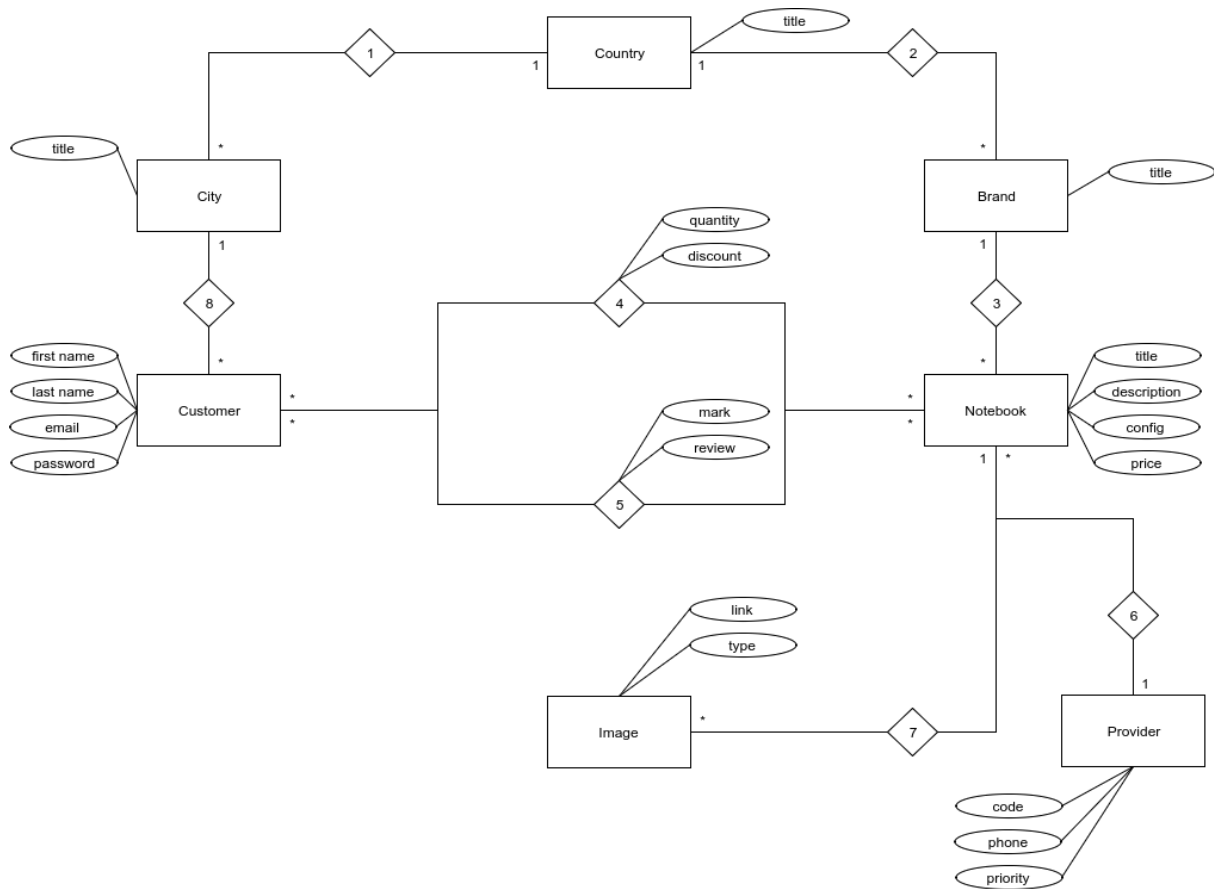 title
1
Country
2
1
1
*
*
title
City
Brand
title
quantity
1
discount
1
8
4
3
first name
*
*
title
last name
*
mark
*
description
Customer
Notebook
email
*
review
*
config
password
1
*
price
5
link
6
type
1
*
Image
7
Provider
code
phone
priority